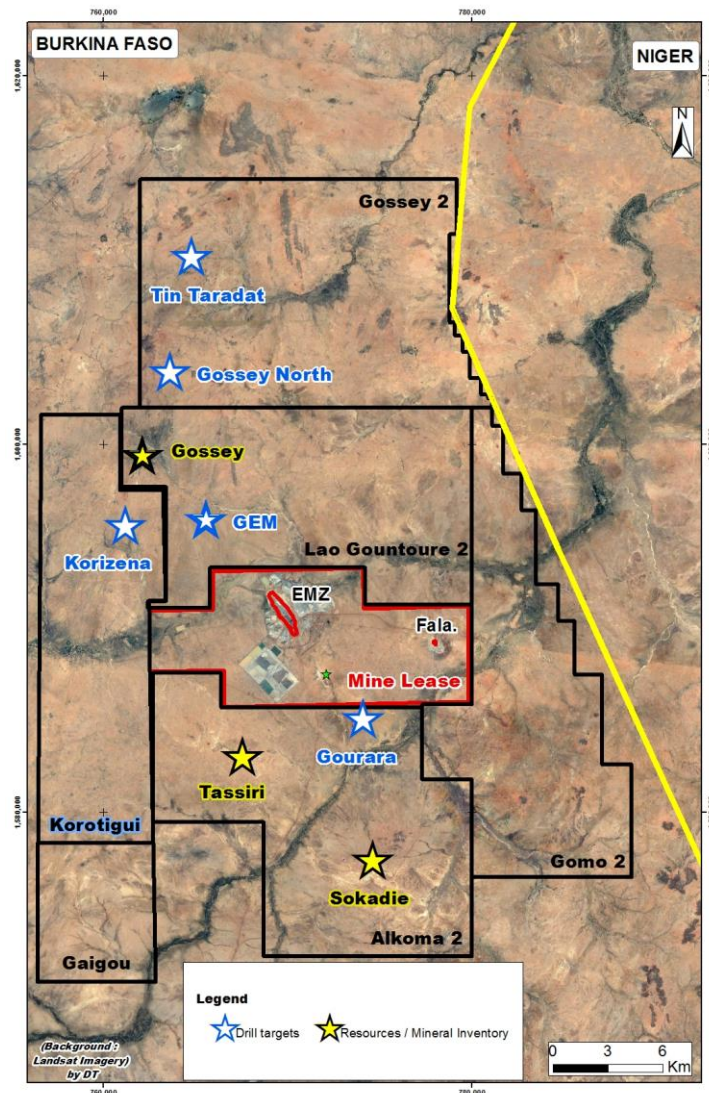 760,000
780,000
BURKINA FASO
NIGER
1,620,000
N
Gossey 2
Tin Taradat
Gossey North
1,600,000
Gossey
GEM
Korizena
Lao Gountoure 2
EMZ
Fala.
Mine Lease
Gourara
Tassiri
1,580,000
Korotigui
Gomo 2
Sokadie
Alkoma 2
Gaigou
Legend
Drill targets
Resources / Mineral Inventory
(Background :
Landsat Imagery)
by DT
0 3 6
Km
760,000
780,000